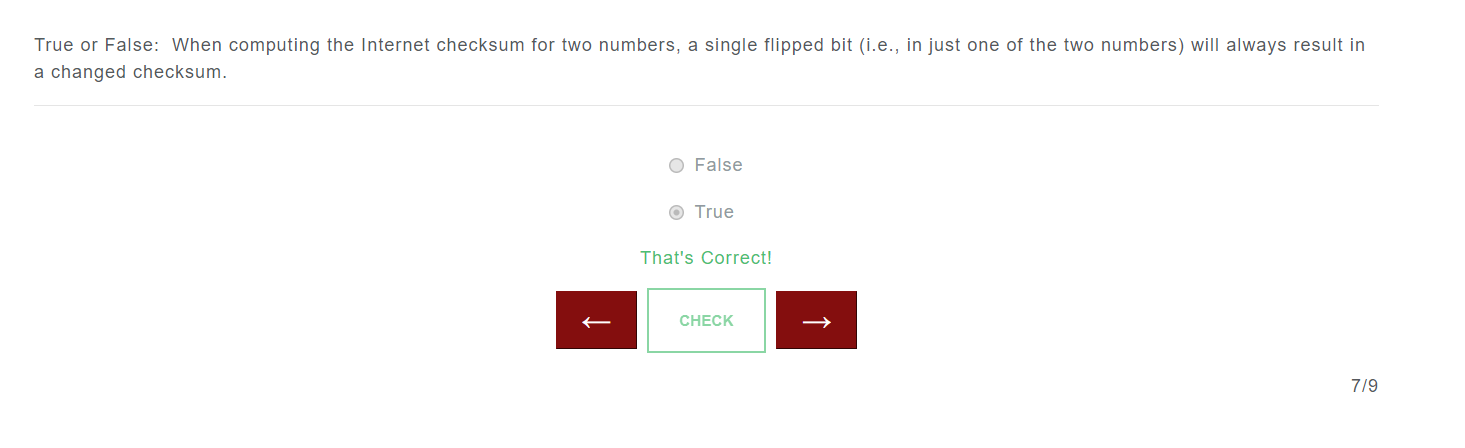 True or False:  When computing the Internet checksum for two numbers, a single flipped bit (i.e., in just one of the two numbers) will always result in
a changed checksum.
False
True
That's Correct!
← CHECK →
7/9